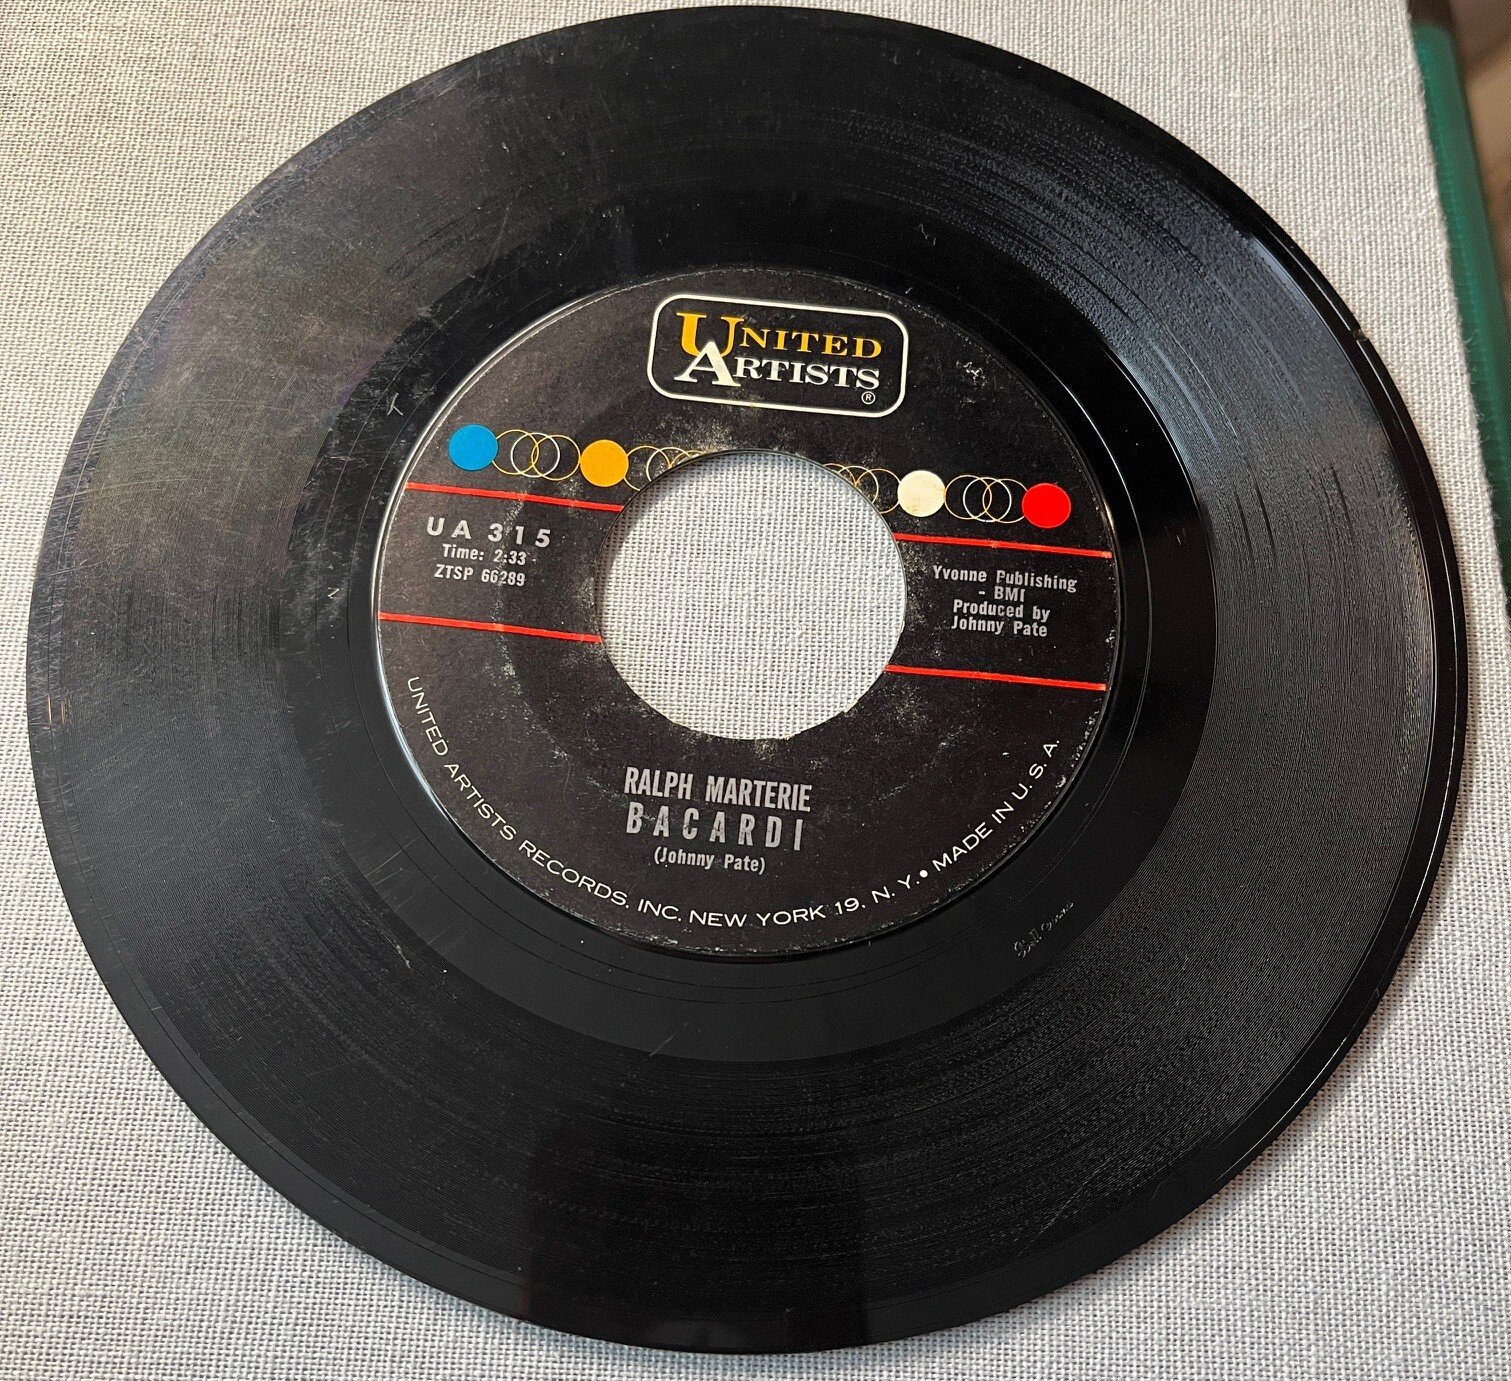 UNITED
ARTISTS
®
UA 315
Time: 2:33
ZTSP 66289
Yvonne Publishing
- BMI
Produced by
Johnny Pate
RALPH MARTERIE
BACARDI
(Johnny Pate)
UNITED ARTISTS RECORDS, INC. NEW YORK 19, N. Y. • MADE IN U. S. A.